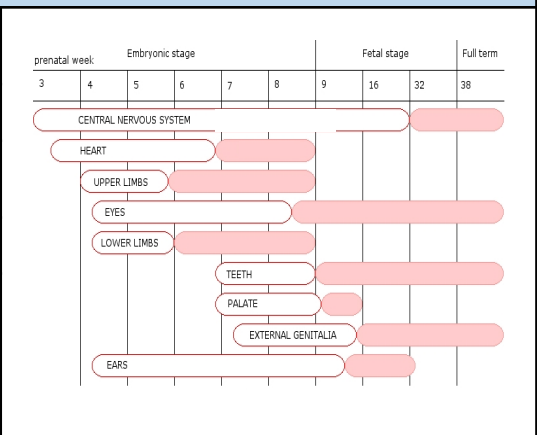 Embryonic stage Fetal stage Full term
prenatal week:
3 4 5 6 7 8 9 16 32 38
CENTRAL NERVOUS SYSTEM
HEART
UPPER LIMBS
EYES
LOWER LIMBS
TEETH
PALATE
EXTERNAL GENITALIA
EARS